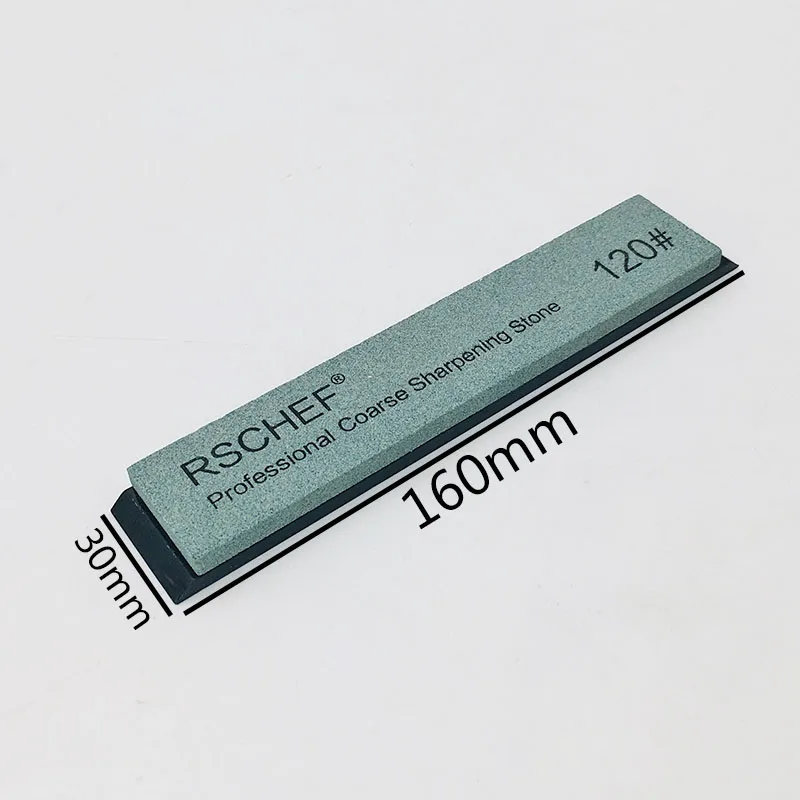 RSCHEF®
Professional Coarse Sharpening Stone
120#
160mm
30mm